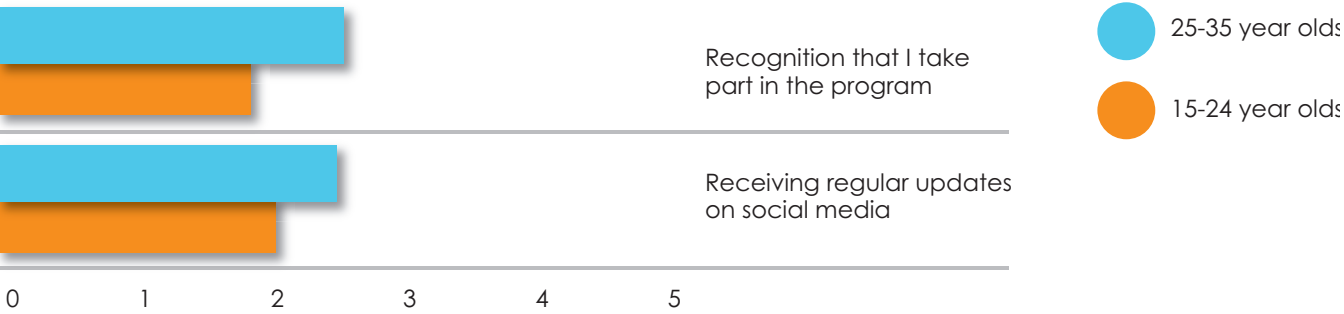 25-35 year olds
Recognition that I take
part in the program
15-24 year olds
Receiving regular updates
on social media
0 1 2 3 4 5